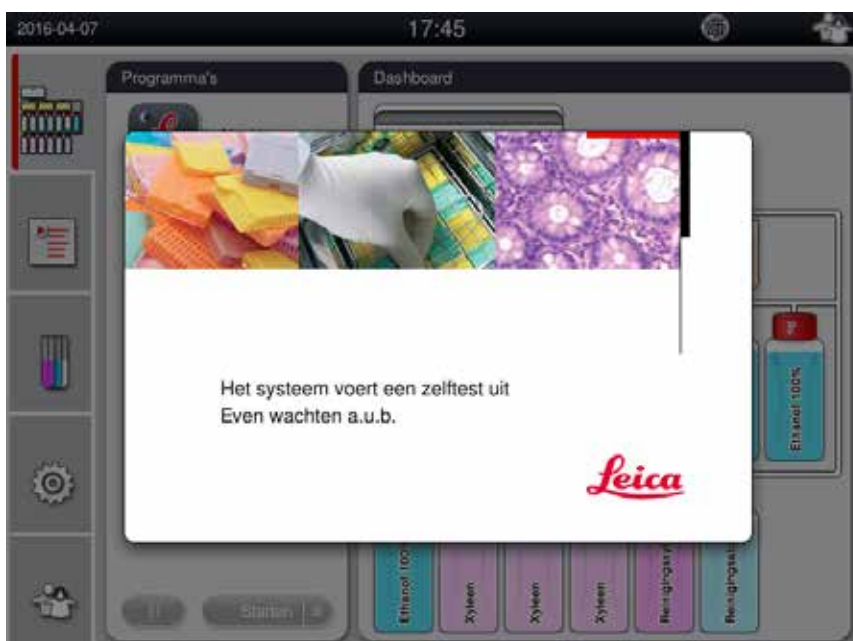 2016-04-07
17:45
Programma's
Dashboard
Het systeem voert een zelftest uit
Even wachten a.u.b.
Leica
Ethanol 100%
Ethanol 100
Xyleen
Xyleen
Xyleen
Starten